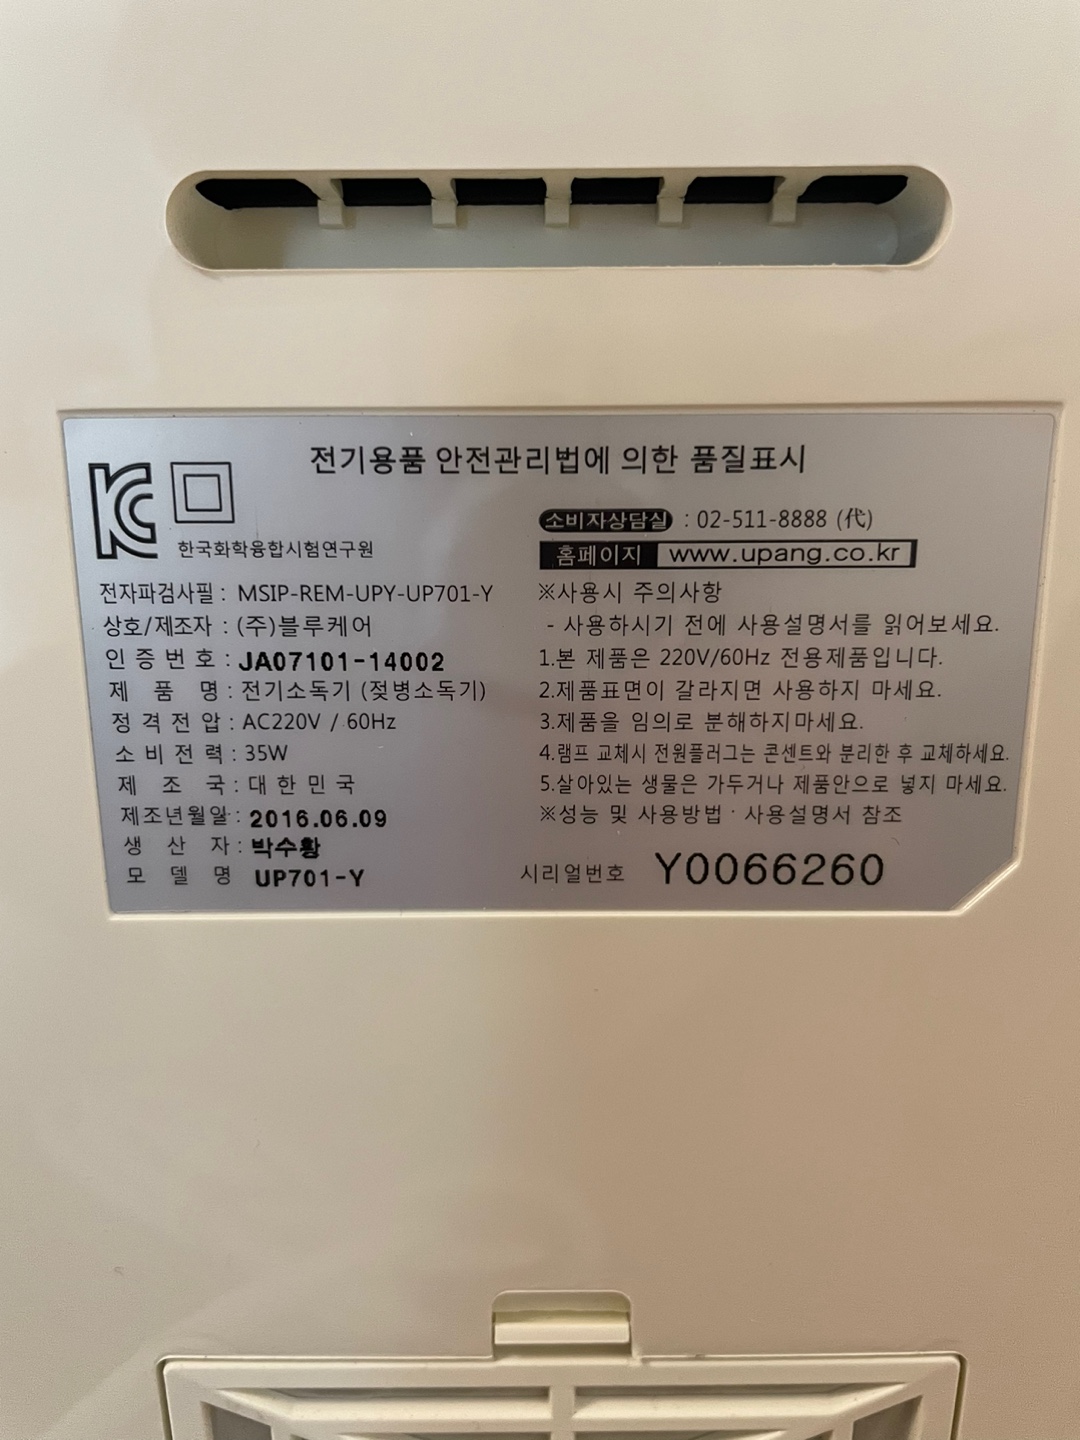 전기용품 안전관리법에 의한 품질표시
한국화학융합시험연구원
전자파검사필 : MSIP-REM-UPY-UP701-Y
상호/제조자 : (주)블루케어
인증번호 : JA07101-14002
제 품 명 : 전기소독기 (젖병소독기)
정격전압 : AC220V / 60Hz
소비전력 : 35W
제 조 국 : 대한민국
제조년월일 : 2016.06.09
생 산 자 : 박수황
모 델 명 UP701-Y
소비자상담실 : 02-511-8888 (代)
홈페이지 www.upang.co.kr
※사용시 주의사항
- 사용하시기 전에 사용설명서를 읽어보세요.
1.본 제품은 220V/60Hz 전용제품입니다.
2.제품표면이 갈라지면 사용하지 마세요.
3.제품을 임의로 분해하지마세요.
4.램프 교체시 전원플러그는 콘센트와 분리한 후 교체하세요.
5.살아있는 생물은 가두거나 제품안으로 넣지 마세요.
※성능 및 사용방법 · 사용설명서 참조
시리얼번호 Y0066260